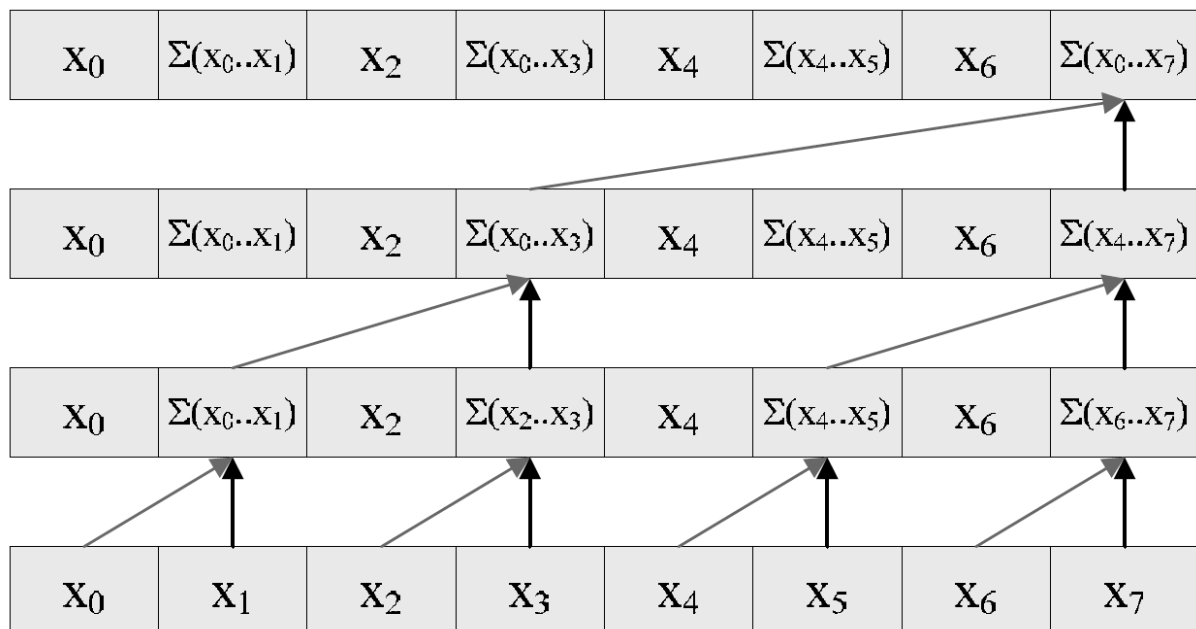 x₀ Σ(x₀..x₁) x₂ Σ(x₀..x₃) x₄ Σ(x₄..x₅) x₆ Σ(x₀..x₇)
x₀ Σ(x₀..x₁) x₂ Σ(x₀..x₃) x₄ Σ(x₄..x₅) x₆ Σ(x₄..x₇)
x₀ Σ(x₀..x₁) x₂ Σ(x₂..x₃) x₄ Σ(x₄..x₅) x₆ Σ(x₆..x₇)
x₀ x₁ x₂ x₃ x₄ x₅ x₆ x₇